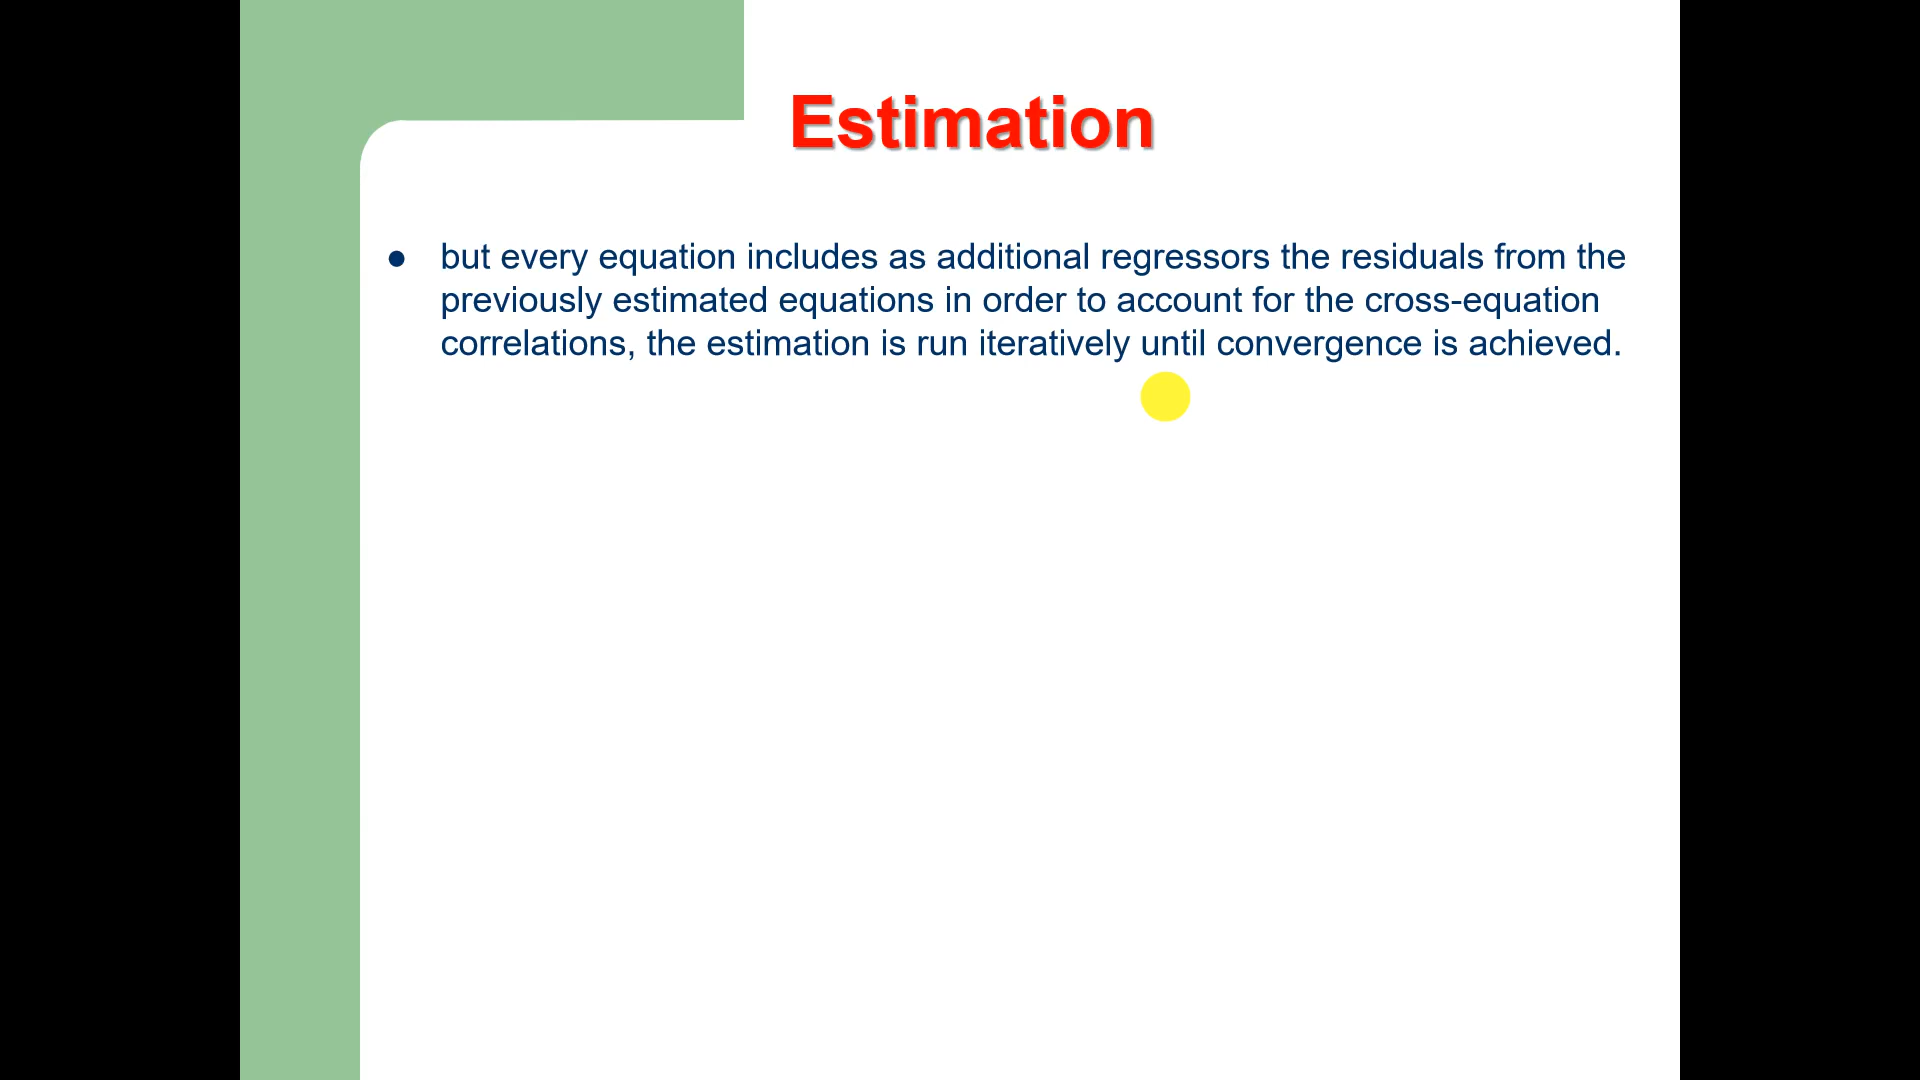 Estimation
but every equation includes as additional regressors the residuals from the
previously estimated equations in order to account for the cross-equation
correlations, the estimation is run iteratively until convergence is achieved.